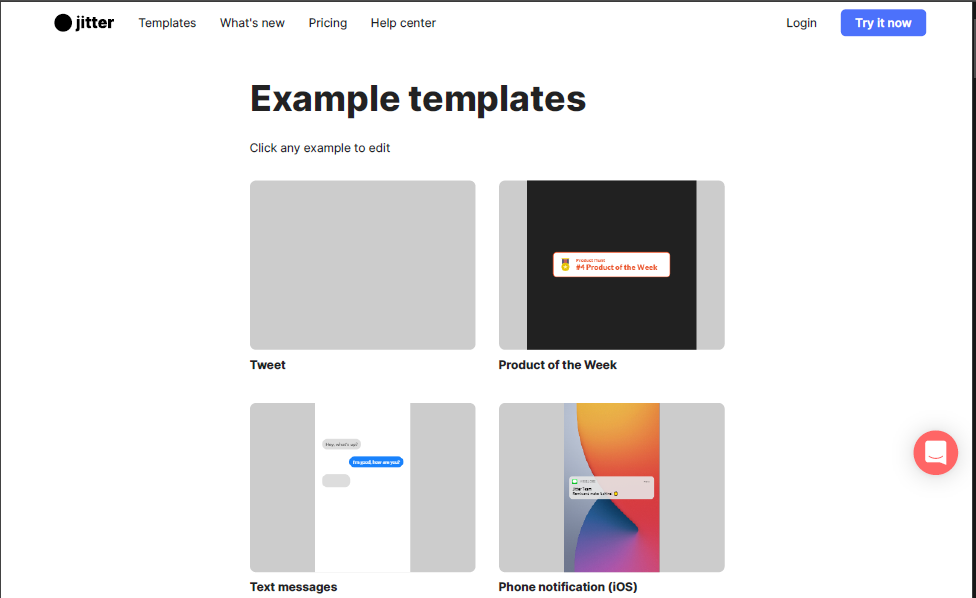 jitter Templates What's new Pricing Help center Login Try it now
Example templates
Click any example to edit
Product Hunt
#4 Product of the Week
Tweet
Product of the Week
Hey, what's up?
I'm good, how are you?
Jitter Team
Text messages
Phone notification (iOS)